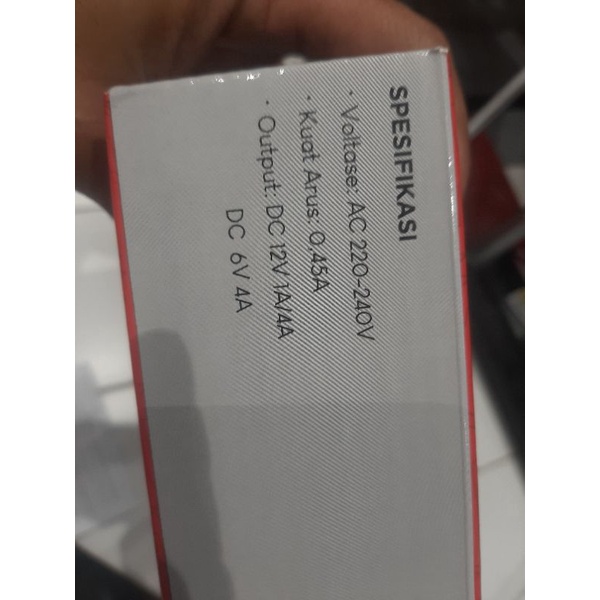 SPESIFIKASI
• Voltase: AC 220-240V
• Kuat Arus: 0,45A
• Output: DC 12V 1A/4A
DC 6V 4A